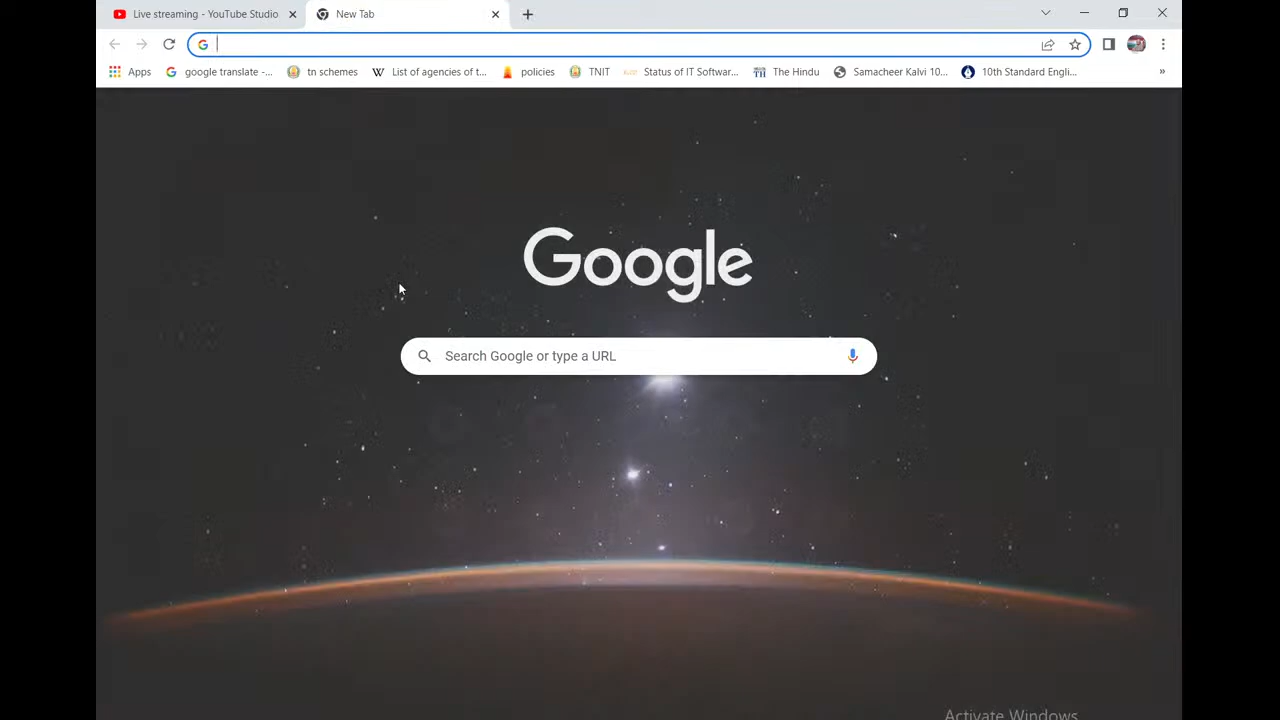 Live streaming - YouTube Studio
New Tab
Apps
google translate -...
tn schemes
List of agencies of t...
policies
TNIT
Status of IT Softwar...
The Hindu
Samacheer Kalvi 10...
10th Standard Engli...
»
Google
Search Google or type a URL
Activate Windows